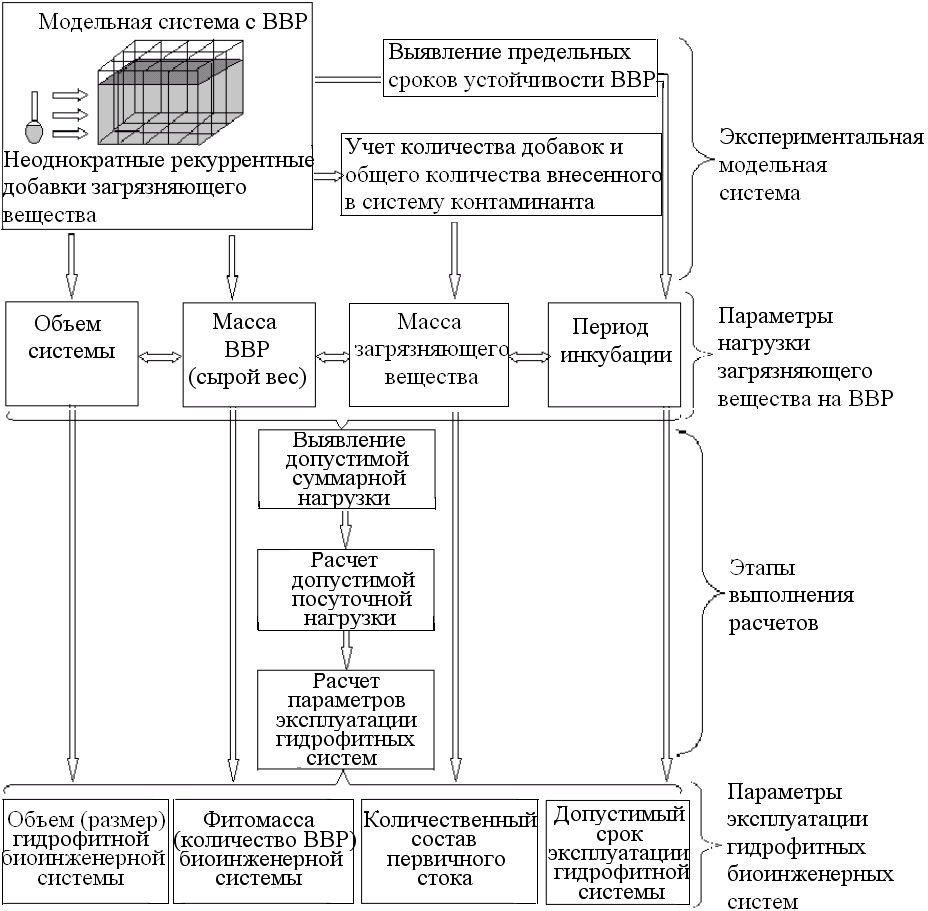 Модельная система с ВВР
Неоднократные рекуррентные
добавки загрязняющего
вещества
Выявление предельных
сроков устойчивости ВВР
Учет количества добавок и
общего количества внесенного
в систему контаминанта
Экспериментальная
модельная
система
Объем
системы
Масса
ВВР
(сырой вес)
Масса
загрязняющего
вещества
Период
инкубации
Параметры
нагрузки
загрязняющего
вещества на ВВР
Выявление
допустимой
суммарной
нагрузки
Расчет
допустимой
посуточной
нагрузки
Расчет
параметров
эксплуатации
гидрофитных
систем
Этапы
выполнения
расчетов
Объем (размер)
гидрофитной
биоинженерной
системы
Фитомасса
(количество ВВР)
биоинженерной
системы
Количественный
состав
первичного
стока
Допустимый
срок
эксплуатации
гидрофитной
системы
Параметры
эксплуатации
гидрофитных
биоинженерных
систем